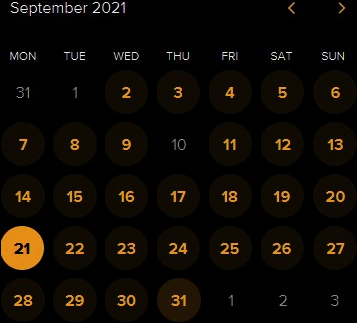 September 2021
MON TUE WED THU FRI SAT SUN
31 1 2 3 4 5 6
7 8 9 10 11 12 13
14 15 16 17 18 19 20
21 22 23 24 25 26 27
28 29 30 31 1 2 3